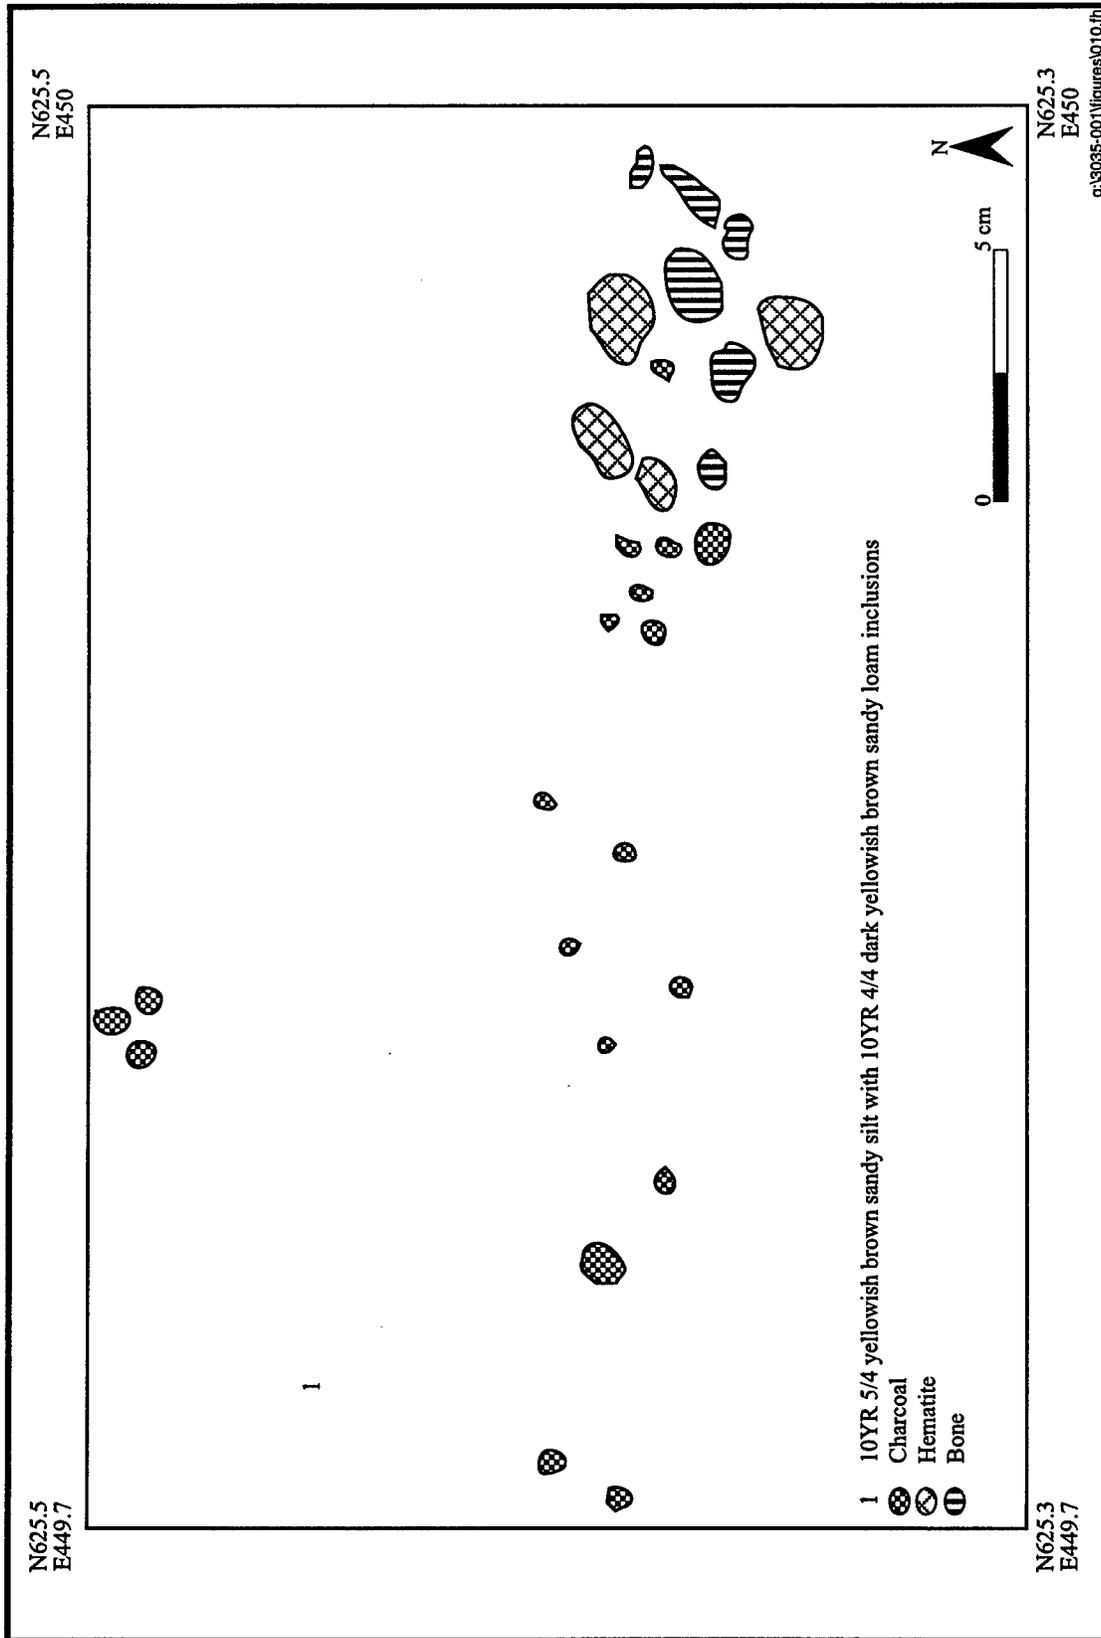 N625.5
E449.7
N625.5
E450
1
N
0
5 cm
1 10YR 5/4 yellowish brown sandy silt with 10YR 4/4 dark yellowish brown sandy loam inclusions
Charcoal
Hematite
Bone
N625.3
E449.7
N625.3
E450